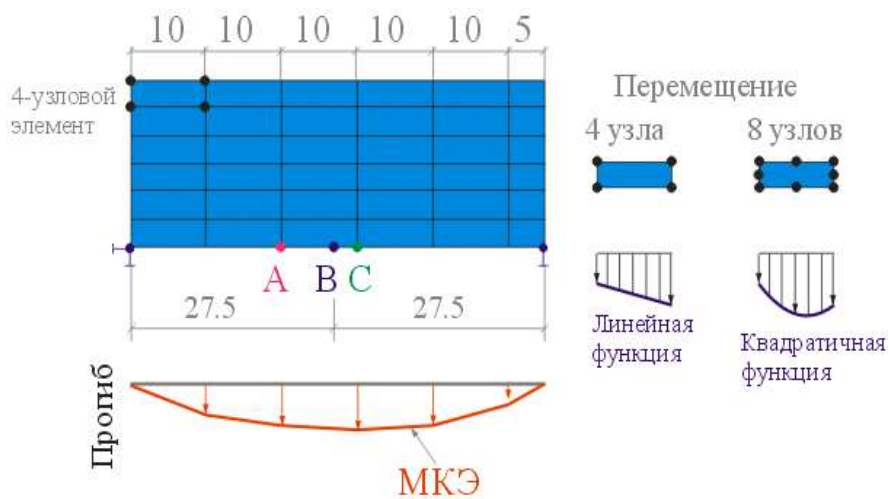 10 10 10 10 10 5
4-узловой
элемент
Перемещение
4 узла 8 узлов
A B C
27.5 27.5
Линейная
функция
Квадратичная
функция
Прогиб
МКЭ